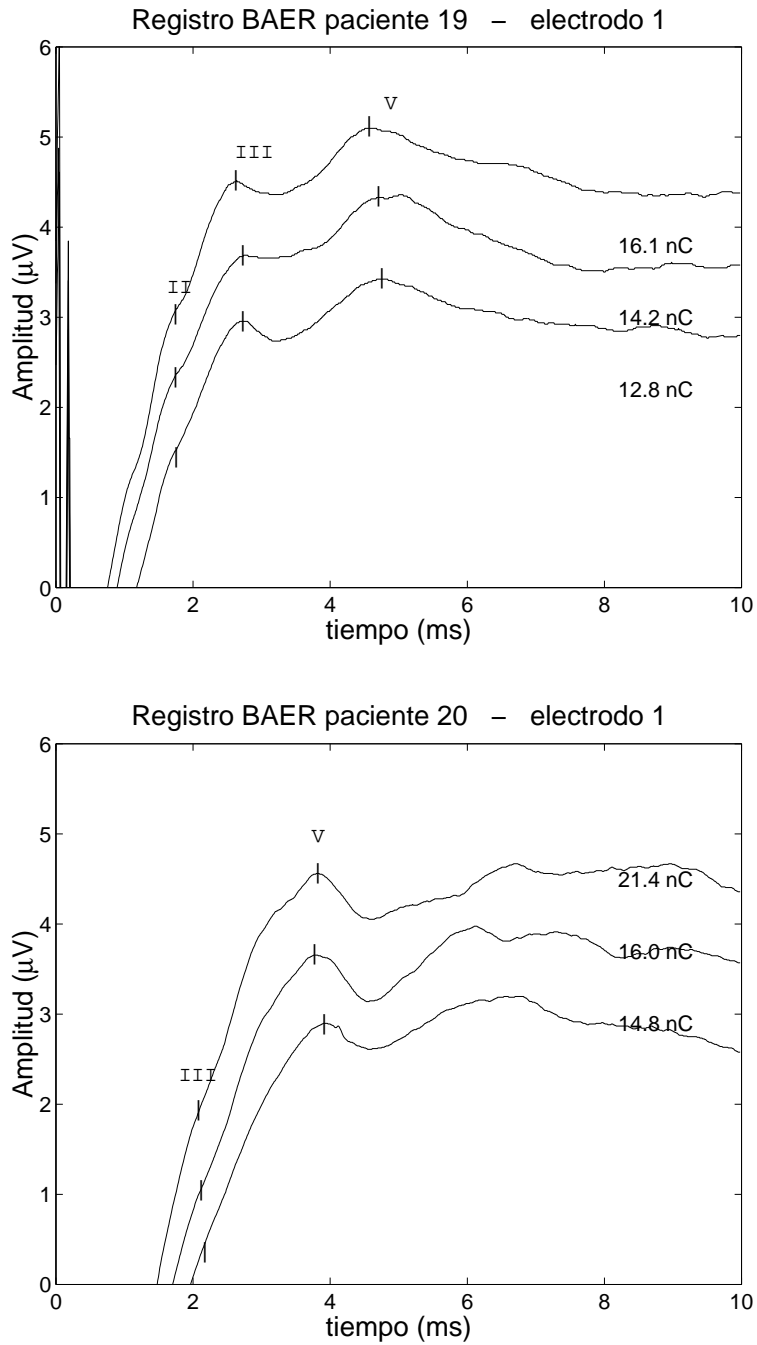 Registro BAER paciente 19 – electrodo 1
6
V
5
III
4
16.1 nC
II
3
14.2 nC
12.8 nC
2
1
0
Amplitud (µV)
0 2 4 6 8 10
tiempo (ms)
Registro BAER paciente 20 – electrodo 1
6
5
V
21.4 nC
4
16.0 nC
3
14.8 nC
III
2
1
0
Amplitud (µV)
0 2 4 6 8 10
tiempo (ms)